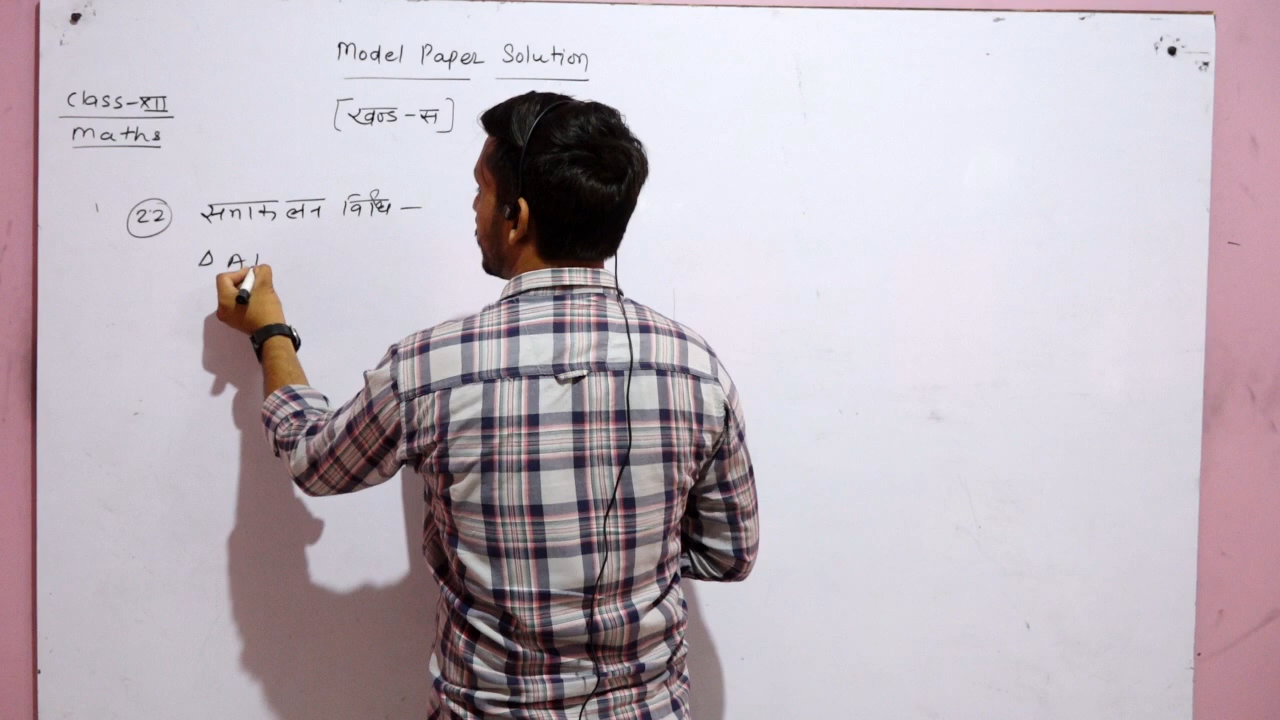 Model Paper Solution
Class-XII
Maths
[खण्ड-स]
22 समाकलन विधि -
Δ A